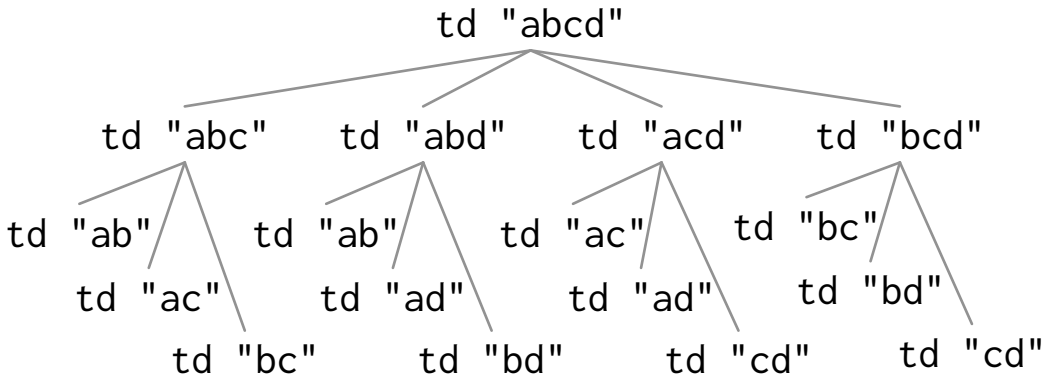 td "abcd"
td "abc" td "abd" td "acd" td "bcd"
td "ab" td "ab" td "ac" td "bc"
td "ac" td "ad" td "ad" td "bd"
td "bc" td "bd" td "cd" td "cd"